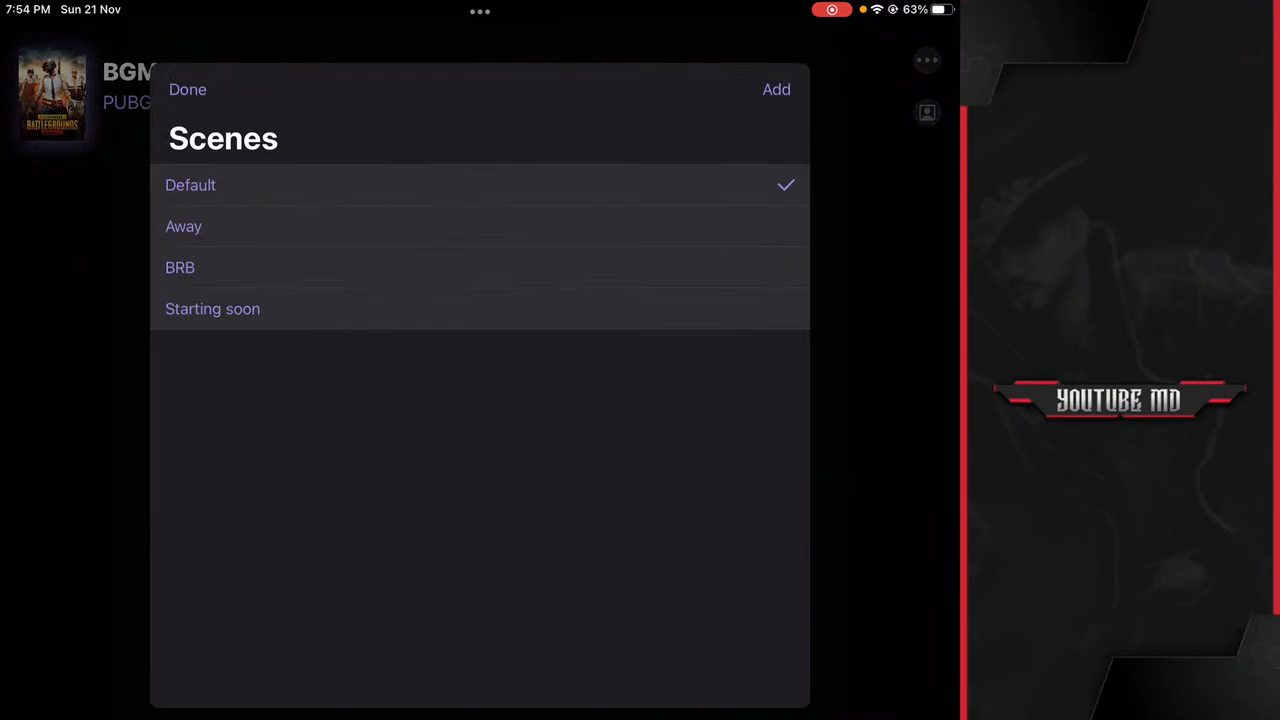 7:54 PM Sun 21 Nov
63%
BGM
PUBG
BATTLEGROUNDS
Done
Add
Scenes
Default
Away
BRB
Starting soon
YOUTUBE MD